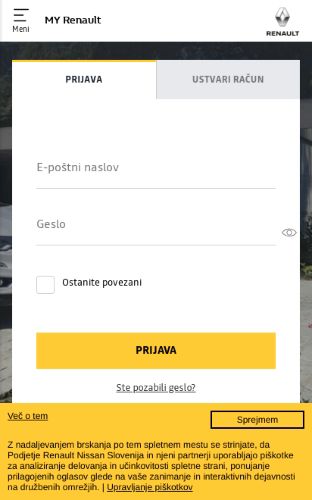 Meni
MY Renault
RENAULT
PRIJAVA
USTVARI RAČUN
E-poštni naslov
Geslo
Ostanite povezani
PRIJAVA
Ste pozabili geslo?
Več o tem
Sprejmem
Z nadaljevanjem brskanja po tem spletnem mestu se strinjate, da
Podjetje Renault Nissan Slovenija in njeni partnerji uporabljajo piškotke
za analiziranje delovanja in učinkovitosti spletne strani, ponujanje
prilagojenih oglasov glede na vaše zanimanje in interaktivnih dejavnosti
na družbenih omrežjih. | Upravljanje piškotkov